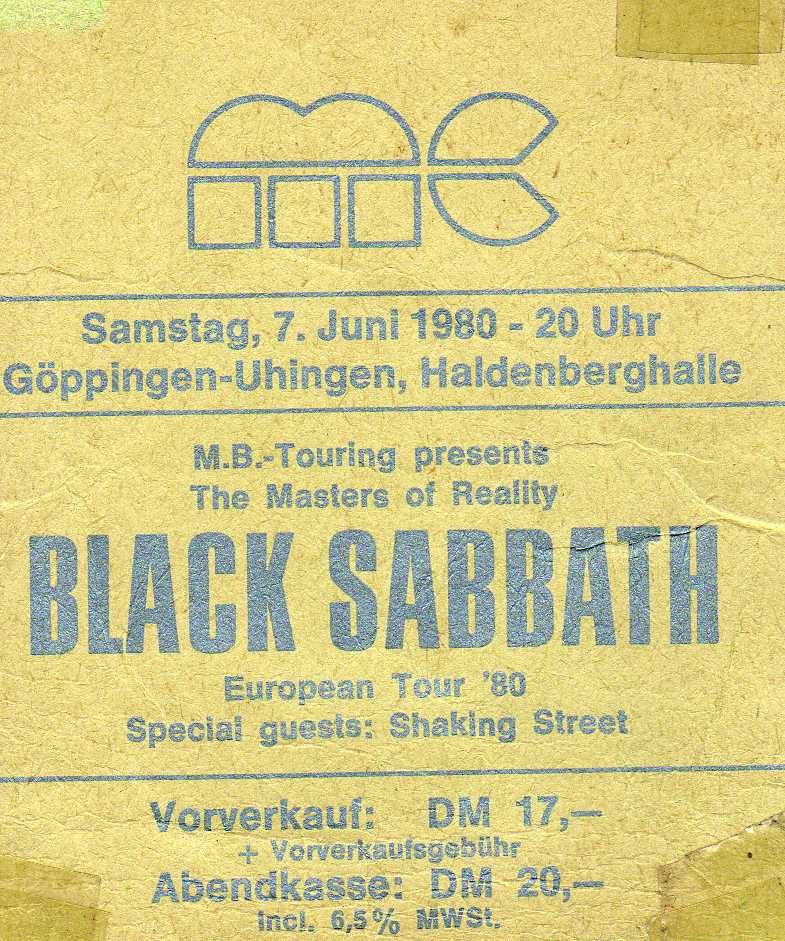 mc
Samstag, 7. Juni 1980 - 20 Uhr
Göppingen-Uhingen, Haldenberghalle
M.B.-Touring presents
The Masters of Reality
BLACK SABBATH
European Tour '80
Special guests: Shaking Street
Vorverkauf: DM 17,—
+ Vorverkaufsgebühr
Abendkasse: DM 20,—
incl. 6,5% MWSt.